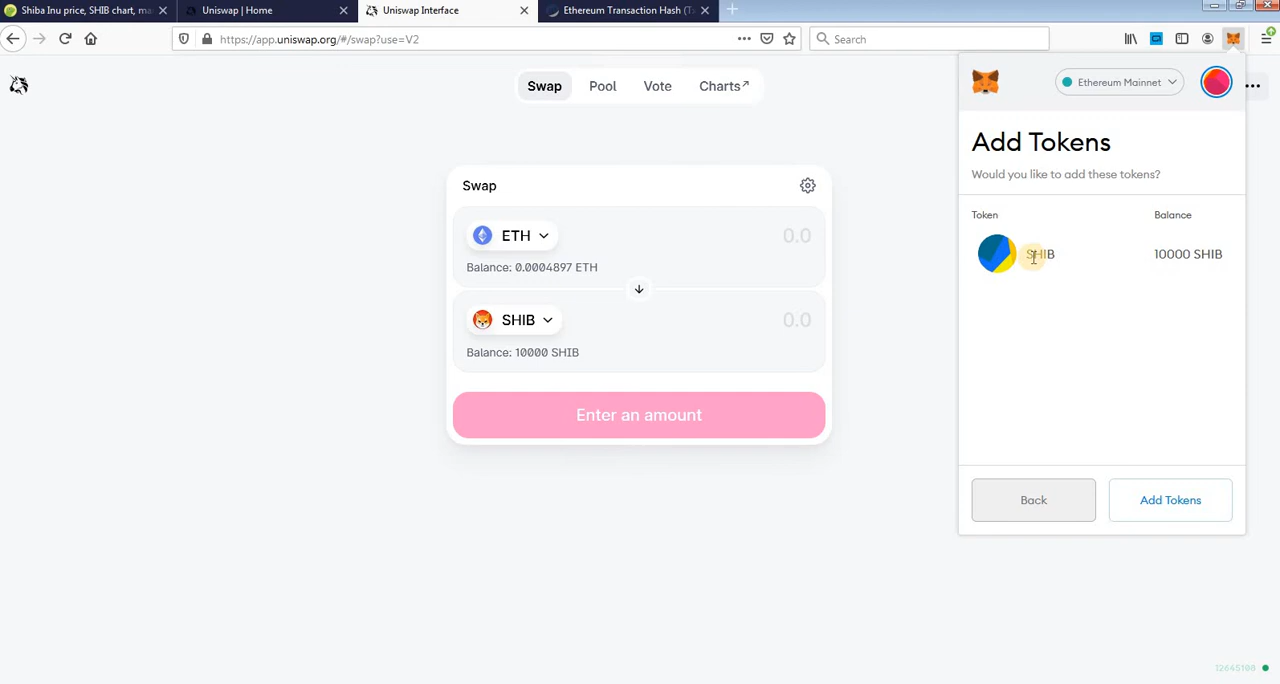 Shiba Inu price, SHIB chart, ma
Uniswap | Home
Uniswap Interface
Ethereum Transaction Hash (T
https://app.uniswap.org/#/swap?use=V2
Search
Swap
Pool
Vote
Charts↗
Ethereum Mainnet
Add Tokens
Would you like to add these tokens?
Token
Balance
SHIB
10000 SHIB
Back
Add Tokens
Swap
ETH
0.0
Balance: 0.0004897 ETH
SHIB
0.0
Balance: 10000 SHIB
Enter an amount
12645108